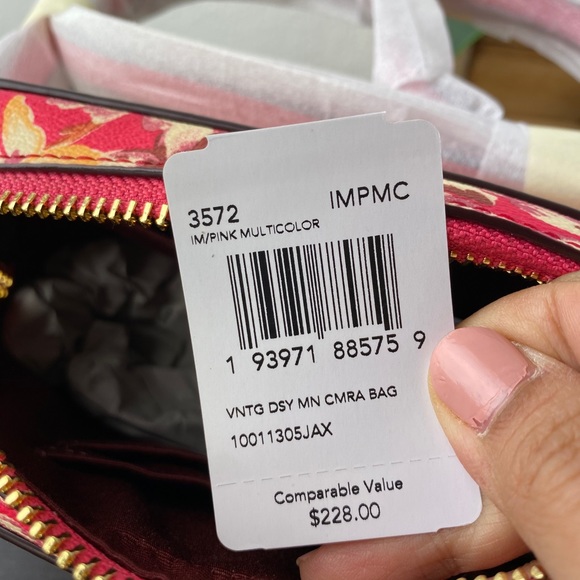 3572 IMPMC
IM/PINK MULTICOLOR
1 93971 88575 9
VNTG DSY MN CMRA BAG
10011305JAX
Comparable Value
$228.00